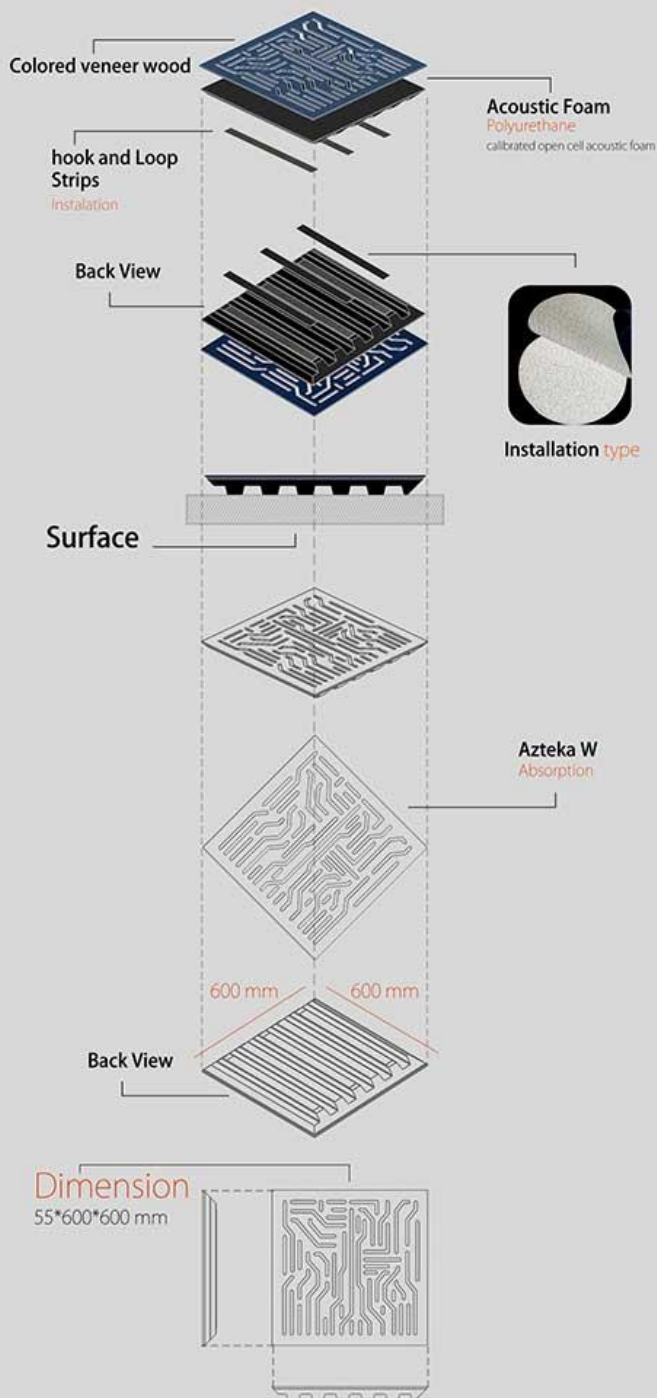 Colored veneer wood
Acoustic Foam
Polyurethane
calibrated open cell acoustic foam
hook and Loop
Strips
Instalation
Back View
Installation type
Surface
Azteka W
Absorption
600 mm
600 mm
Back View
Dimension
55*600*600 mm